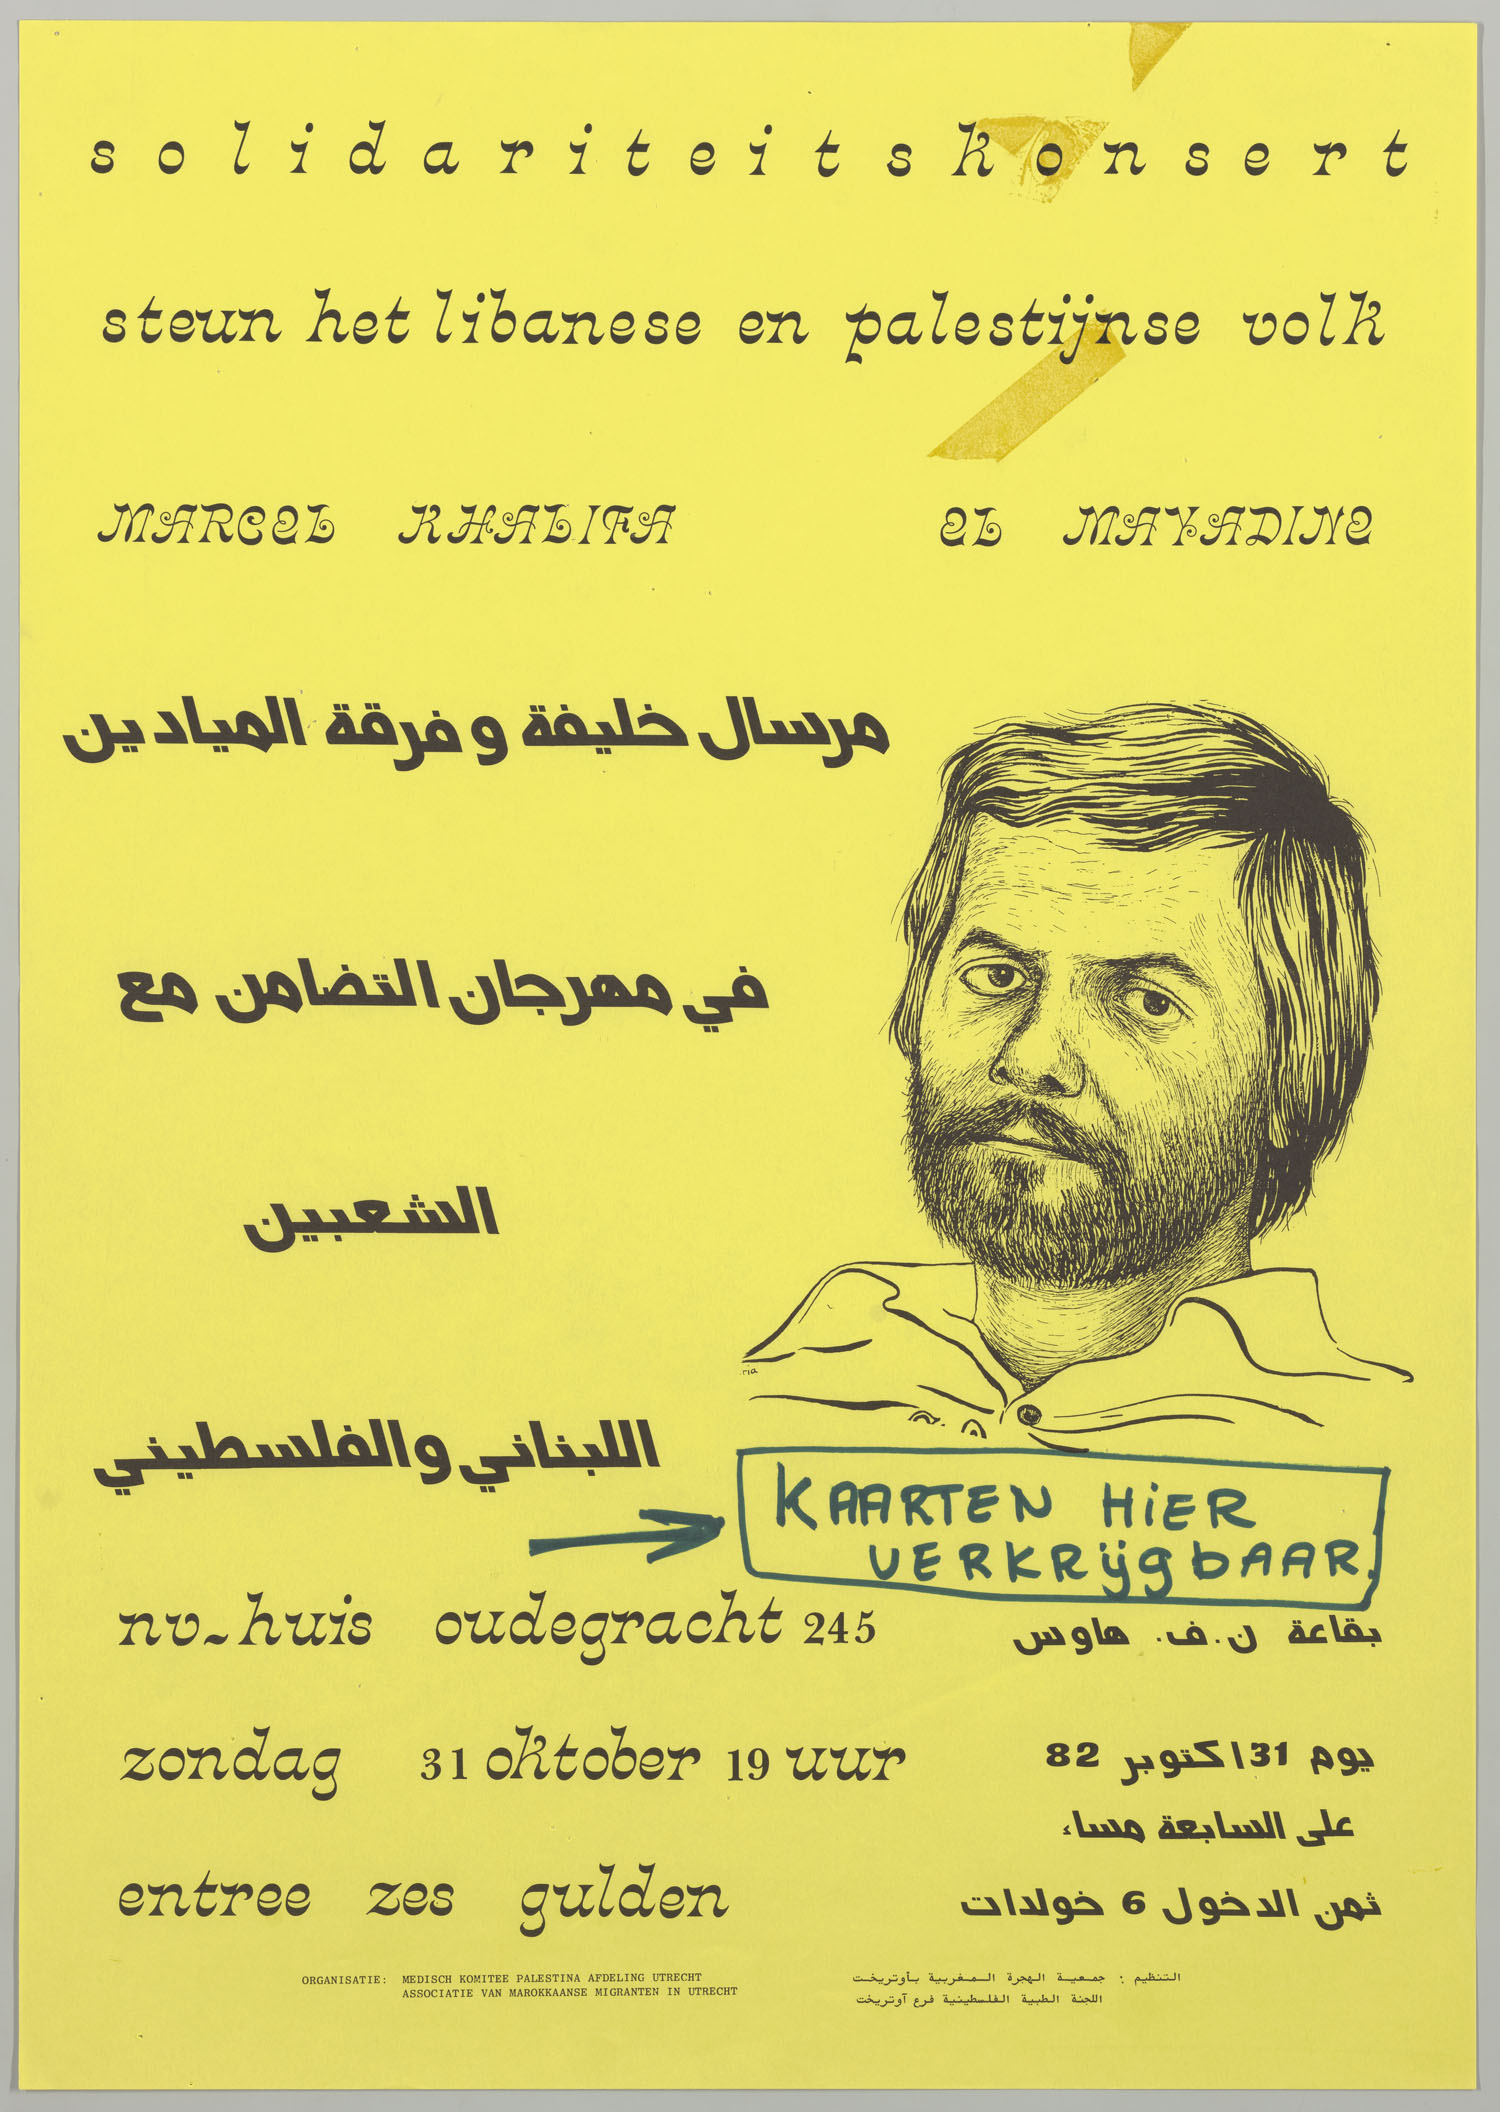 solidariteitskonsert
steun het libanese en palestijnse volk
MARCEL KHALIFA EL MAYADINE
مرسال خليفة و فرقة الميادين
في مهرجان التضامن مع
الشعبين
اللبناني والفلسطيني
KAARTEN HiER
VERKRijgbAAR.
nv-huis oudegracht 245
بقاعة ن.ف. هاوس
zondag 31 oktober 19 uur
يوم 31 اكتوبر 82
على السابعة مساء
entree zes gulden
ثمن الدخول 6 خولدات
ORGANISATIE: MEDISCH KOMITEE PALESTINA AFDELING UTRECHT
ASSOCIATIE VAN MAROKKAANSE MIGRANTEN IN UTRECHT
التنظيم : جمعية الهجرة المغربية بأوتريخت
اللجنة الطبية الفلسطينية فرع آوتريخت